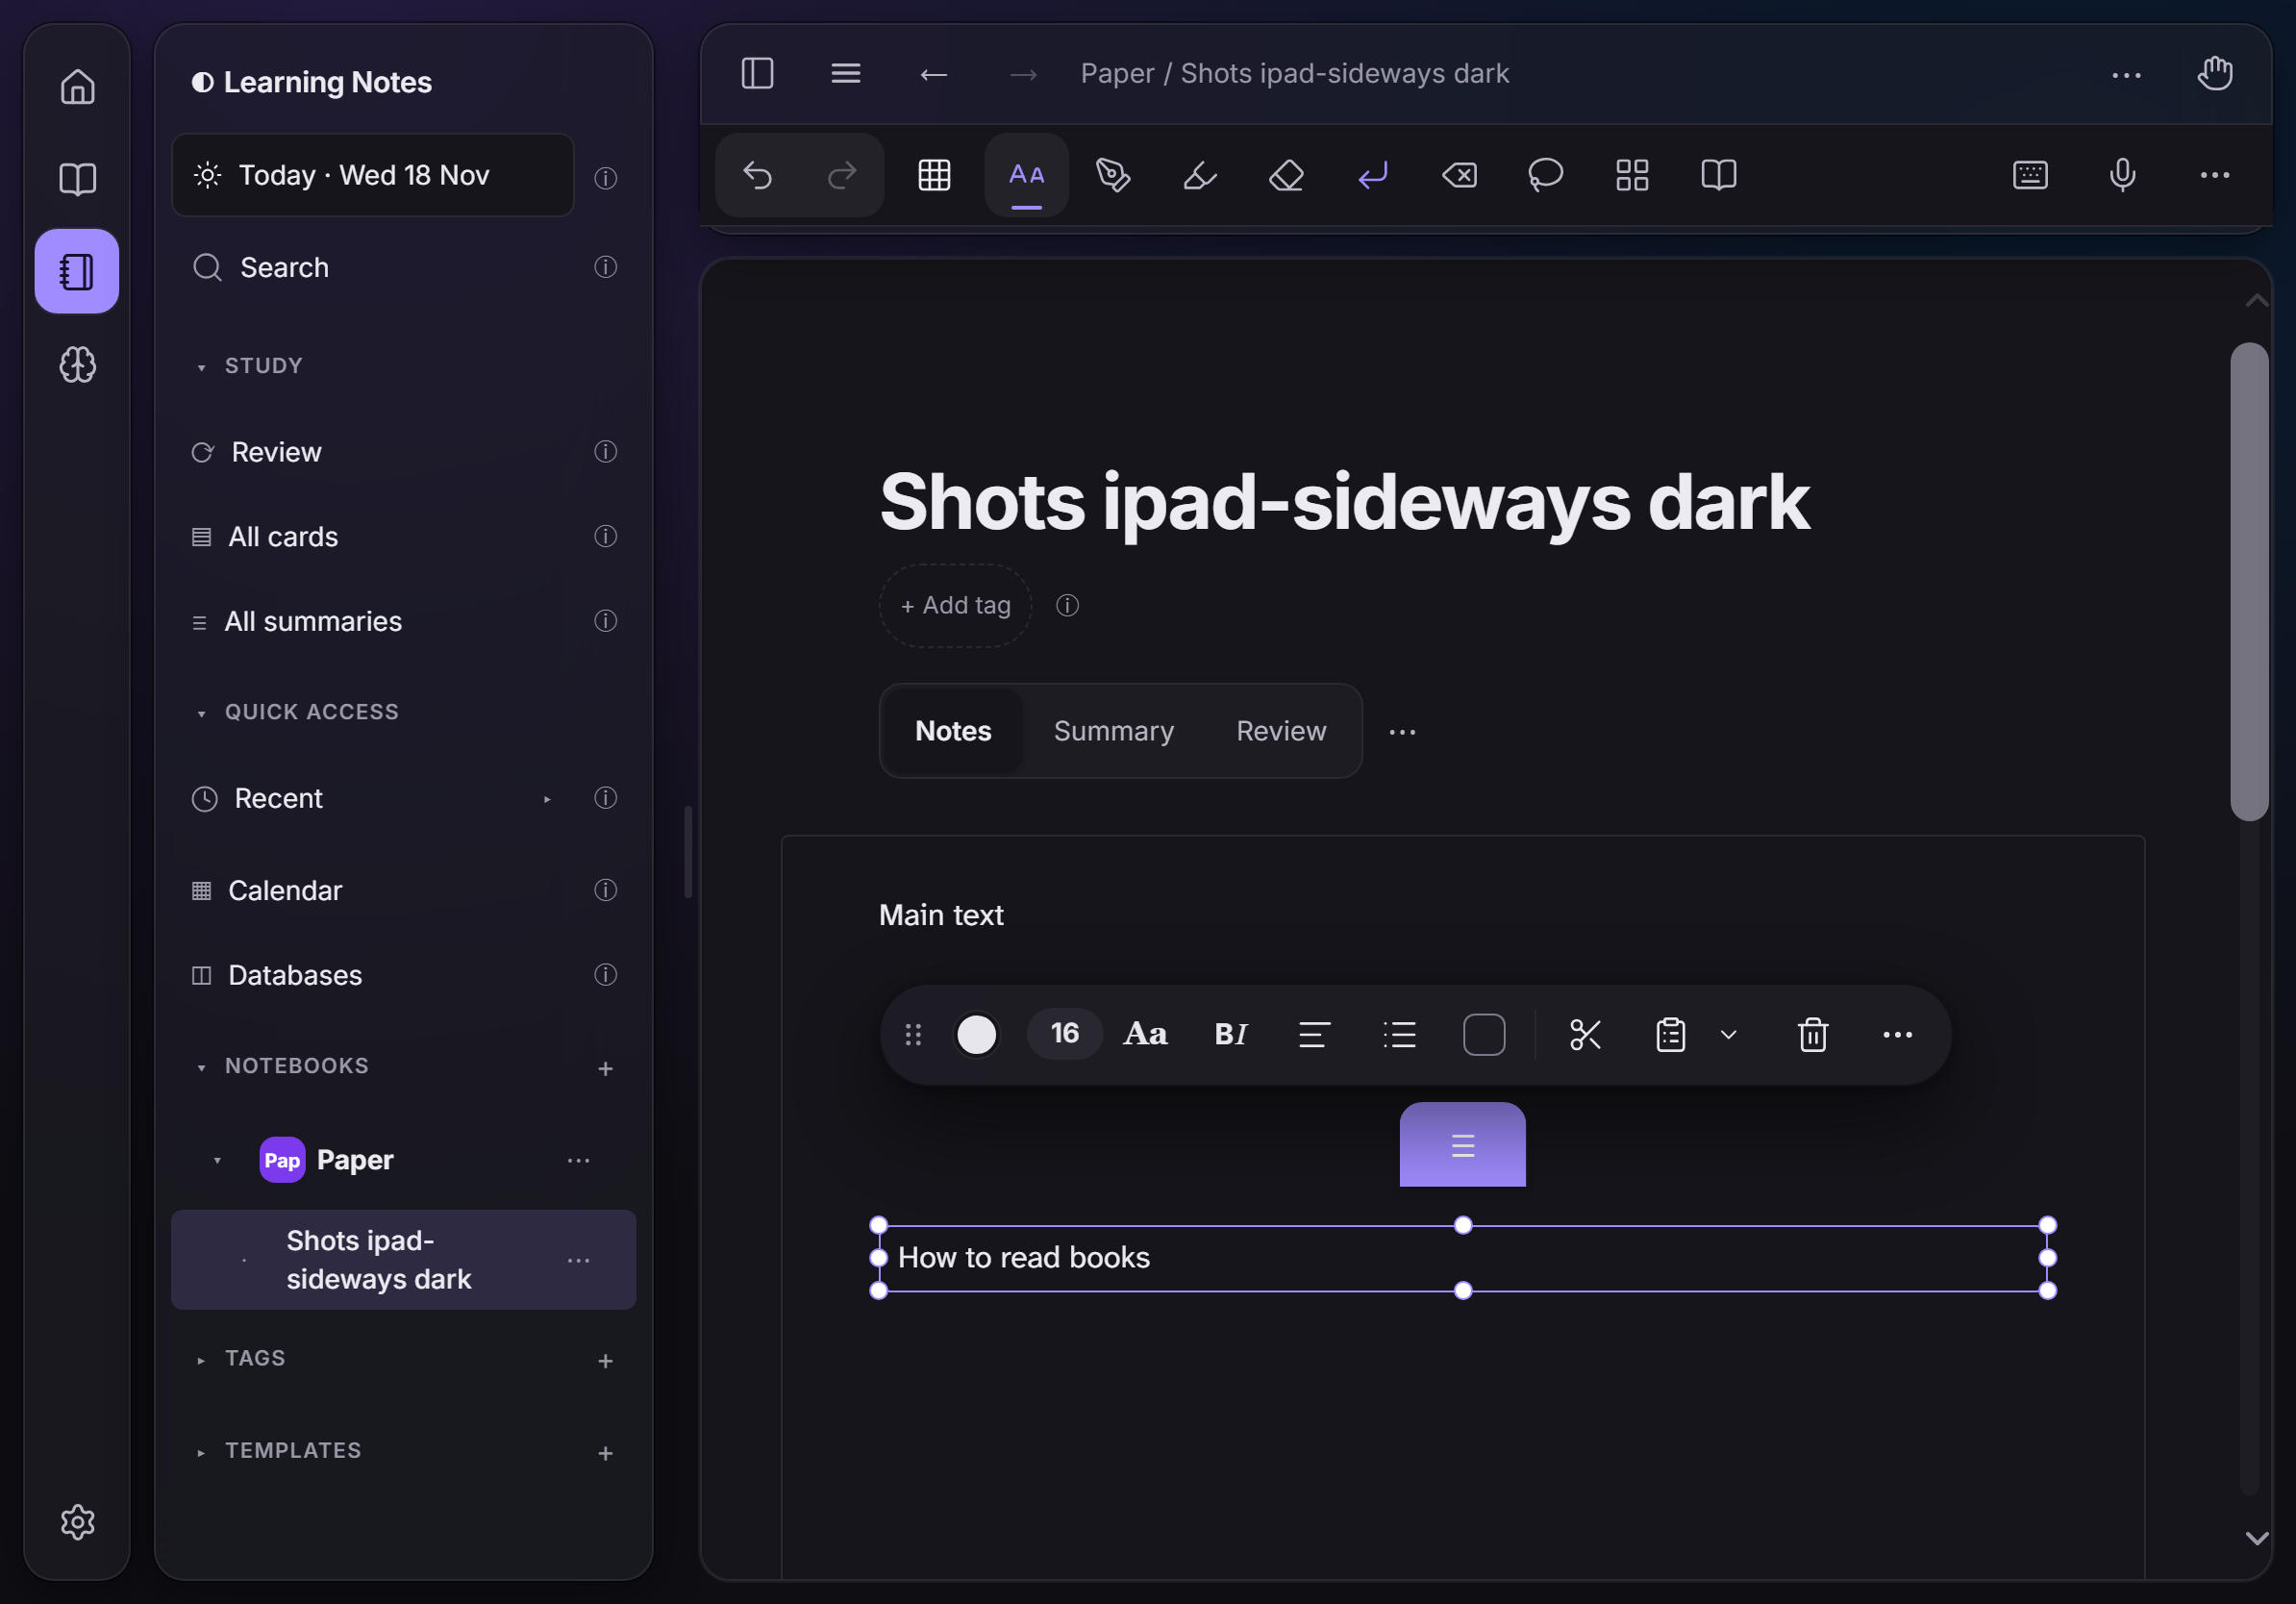 Learning Notes
Today · Wed 18 Nov
Search
STUDY
Review
All cards
All summaries
QUICK ACCESS
Recent
Calendar
Databases
NOTEBOOKS
Pap Paper
Shots ipad-
sideways dark
TAGS
TEMPLATES
Paper / Shots ipad-sideways dark
AA
Shots ipad-sideways dark
+ Add tag
Notes Summary Review
Main text
16 Aa BI
How to read books